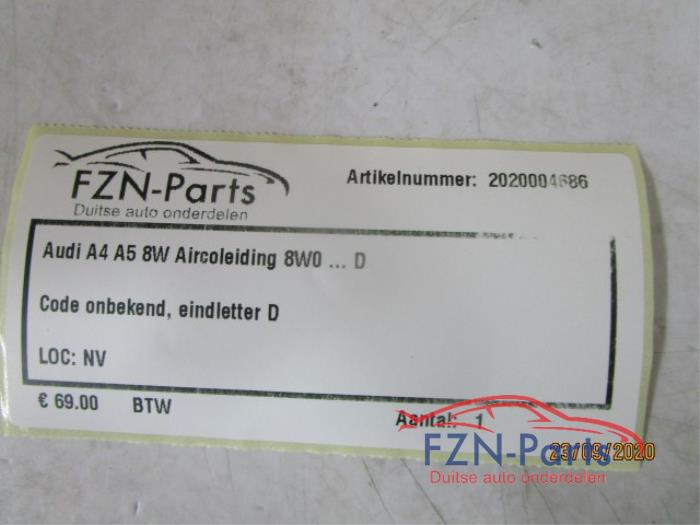 FZN-Parts
Duitse auto onderdelen
Artikelnummer: 2020004686
Audi A4 A5 8W Aircoleiding 8W0 ... D
Code onbekend, eindletter D
LOC: NV
€ 69.00 BTW
Aantal: 1
23/09/2020
FZN-Parts
Duitse auto onderdelen